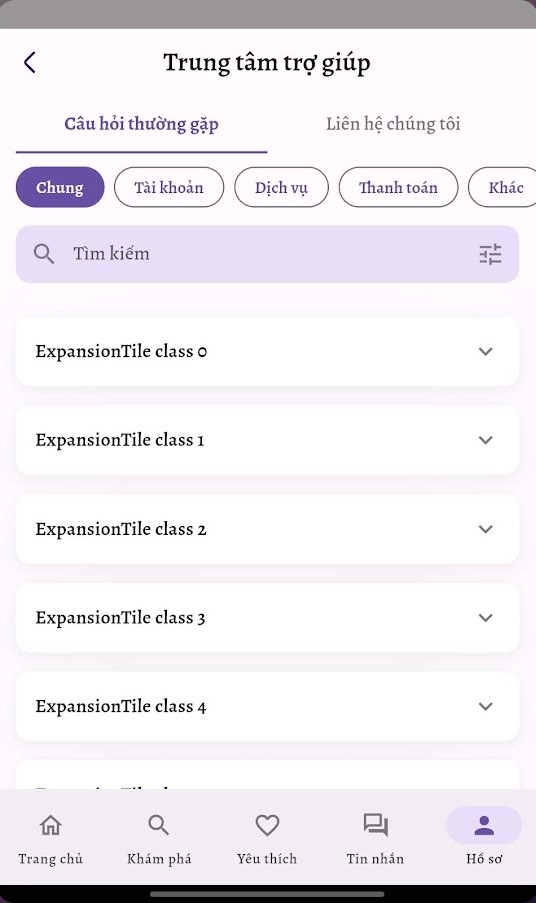 Trung tâm trợ giúp
Câu hỏi thường gặp Liên hệ chúng tôi
Chung Tài khoản Dịch vụ Thanh toán Khác
Tìm kiếm
ExpansionTile class 0
ExpansionTile class 1
ExpansionTile class 2
ExpansionTile class 3
ExpansionTile class 4
Trang chủ Khám phá Yêu thích Tin nhắn Hồ sơ